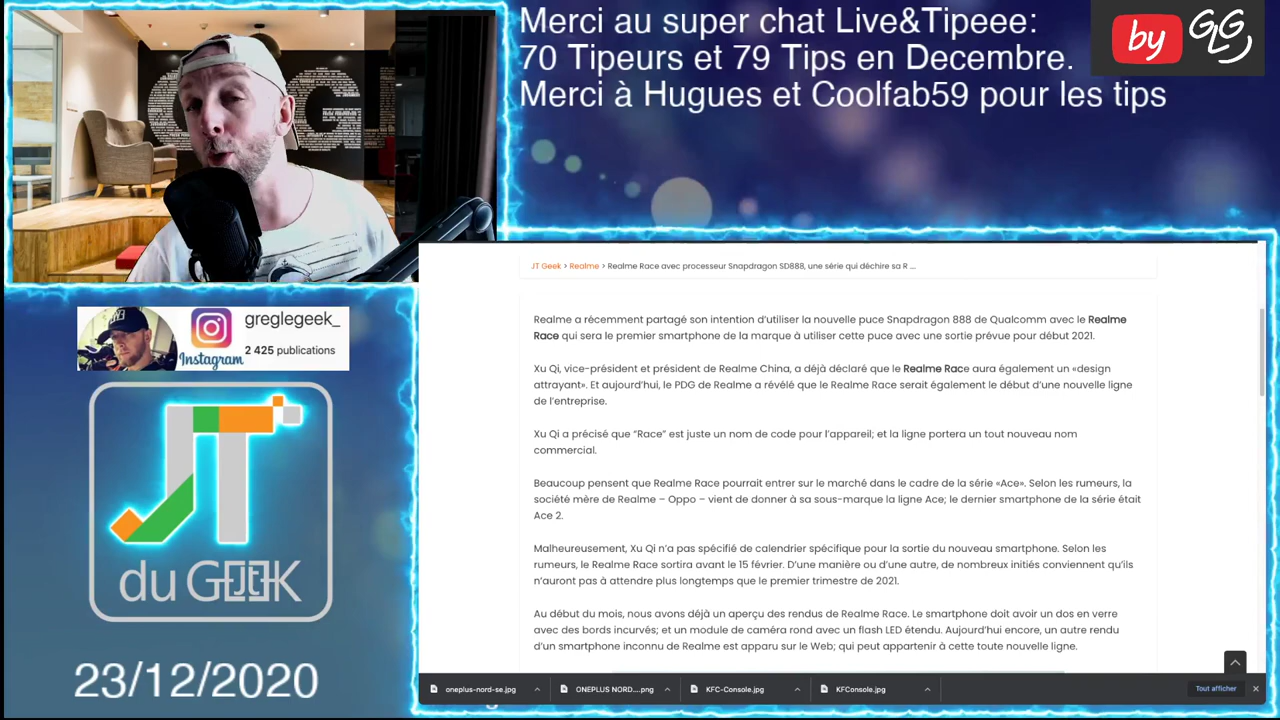 Merci au super chat Live&Tipeee:
70 Tipeurs et 79 Tips en Decembre.
Merci à Hugues et Coolfab59 pour les tips
by GLG
greglegeek_
2 425 publications
Instagram
JT
du GEEK
23/12/2020
JT Geek > Realme > Realme Race avec processeur Snapdragon SD888, une série qui déchire sa R ...
Realme a récemment partagé son intention d’utiliser la nouvelle puce Snapdragon 888 de Qualcomm avec le Realme
Race qui sera le premier smartphone de la marque à utiliser cette puce avec une sortie prévue pour début 2021.
Xu Qi, vice-président et président de Realme China, a déjà déclaré que le Realme Race aura également un «design
attrayant». Et aujourd’hui, le PDG de Realme a révélé que le Realme Race serait également le début d’une nouvelle ligne
de l’entreprise.
Xu Qi a précisé que “Race” est juste un nom de code pour l’appareil; et la ligne portera un tout nouveau nom
commercial.
Beaucoup pensent que Realme Race pourrait entrer sur le marché dans le cadre de la série «Ace». Selon les rumeurs, la
société mère de Realme – Oppo – vient de donner à sa sous-marque la ligne Ace; le dernier smartphone de la série était
Ace 2.
Malheureusement, Xu Qi n’a pas spécifié de calendrier spécifique pour la sortie du nouveau smartphone. Selon les
rumeurs, le Realme Race sortira avant le 15 février. D’une manière ou d’une autre, de nombreux initiés conviennent qu’ils
n’auront pas à attendre plus longtemps que le premier trimestre de 2021.
Au début du mois, nous avons déjà un aperçu des rendus de Realme Race. Le smartphone doit avoir un dos en verre
avec des bords incurvés; et un module de caméra rond avec un flash LED étendu. Aujourd’hui encore, un autre rendu
d’un smartphone inconnu de Realme est apparu sur le Web; qui peut appartenir à cette toute nouvelle ligne.
oneplus-nord-se.jpg
ONEPLUS NORD....png
KFC-Console.jpg
KFConsole.jpg
Tout afficher